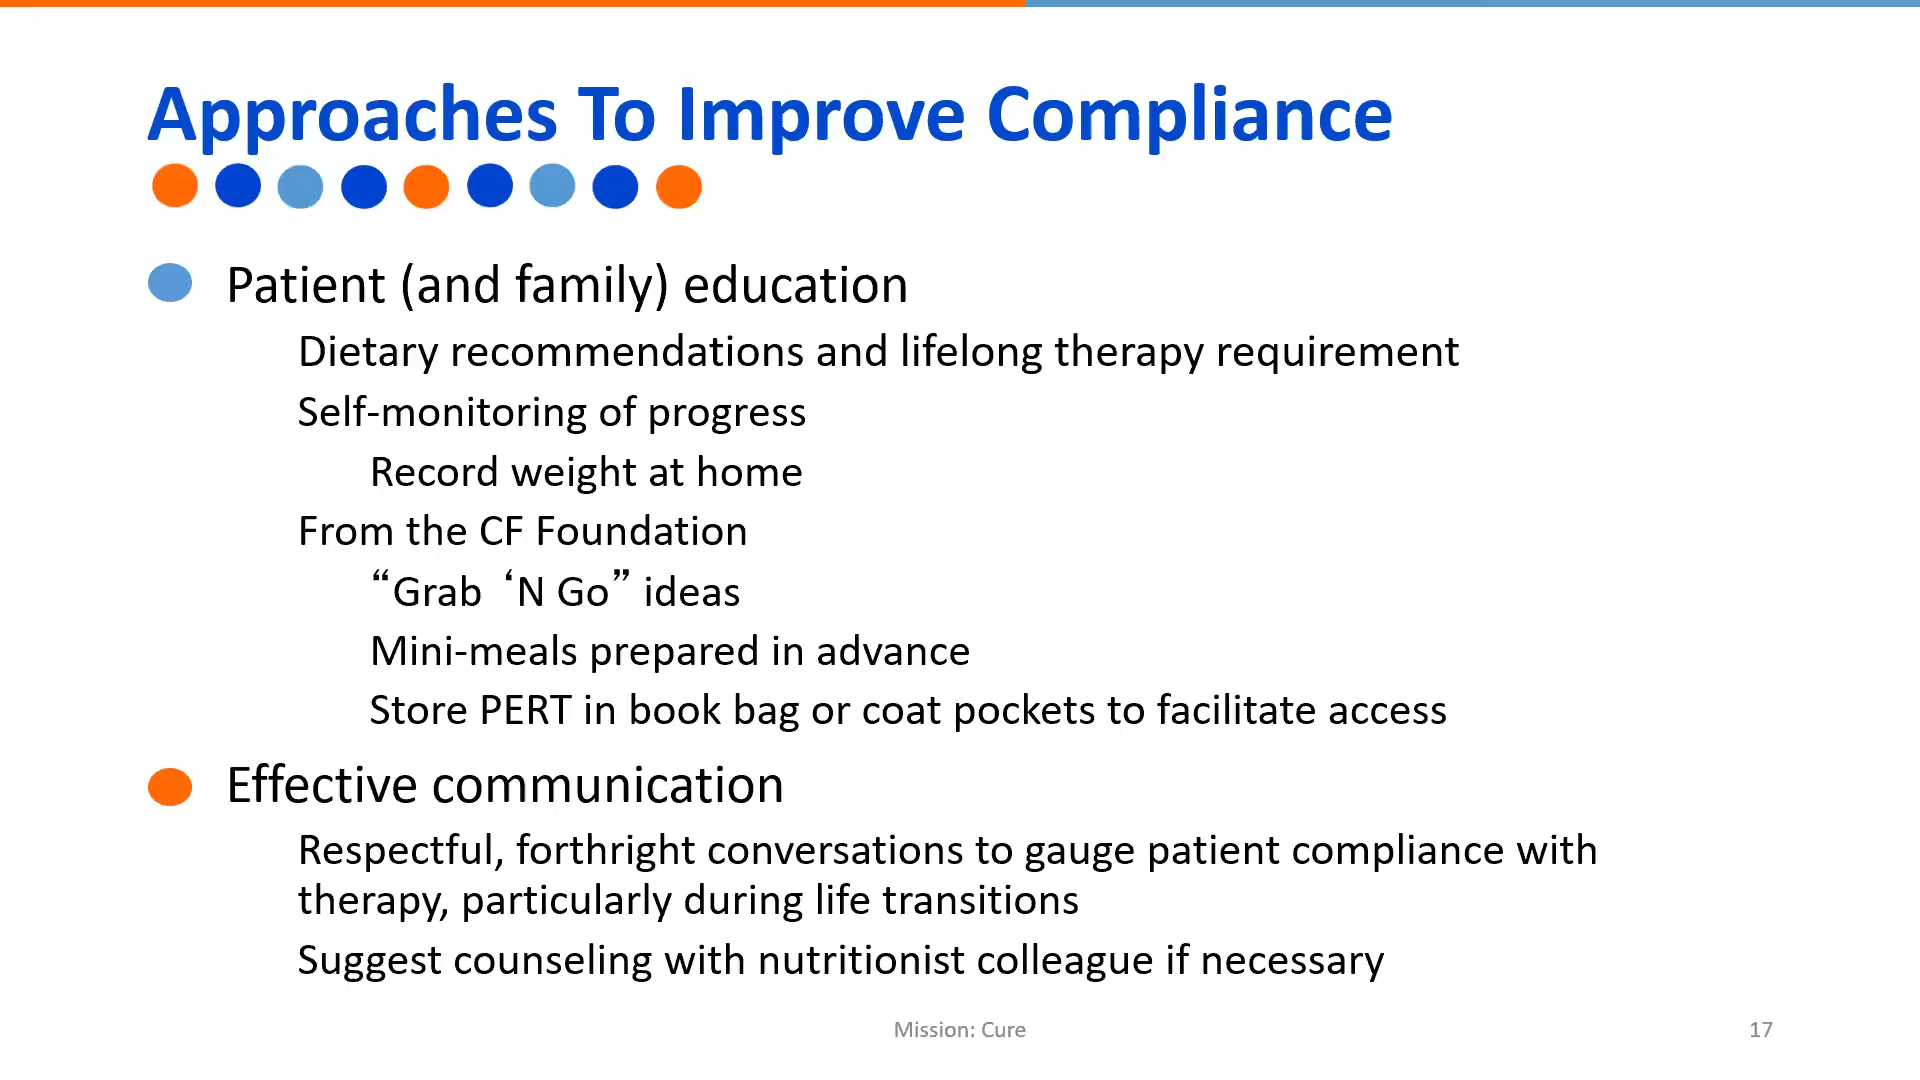 Approaches To Improve Compliance
Patient (and family) education
Dietary recommendations and lifelong therapy requirement
Self-monitoring of progress
Record weight at home
From the CF Foundation
“Grab ‘N Go” ideas
Mini-meals prepared in advance
Store PERT in book bag or coat pockets to facilitate access
Effective communication
Respectful, forthright conversations to gauge patient compliance with
therapy, particularly during life transitions
Suggest counseling with nutritionist colleague if necessary
Mission: Cure
17